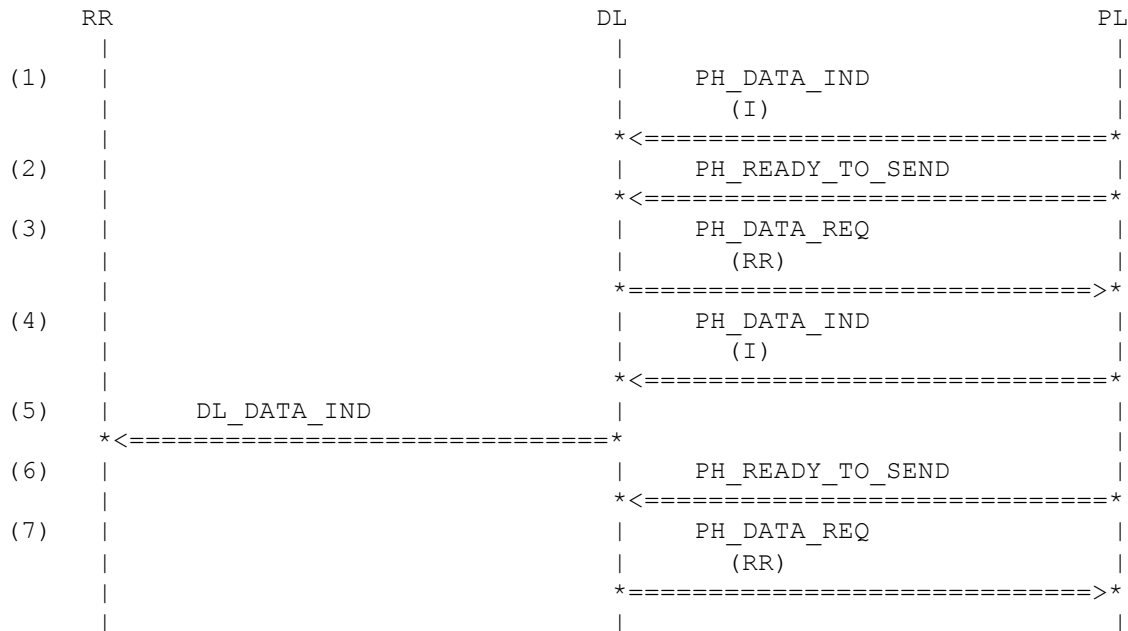 RR DL PL
(1) PH_DATA_IND
(I)
(2) PH_READY_TO_SEND
(3) PH_DATA_REQ
(RR)
(4) PH_DATA_IND
(I)
(5) DL_DATA_IND
(6) PH_READY_TO_SEND
(7) PH_DATA_REQ
(RR)